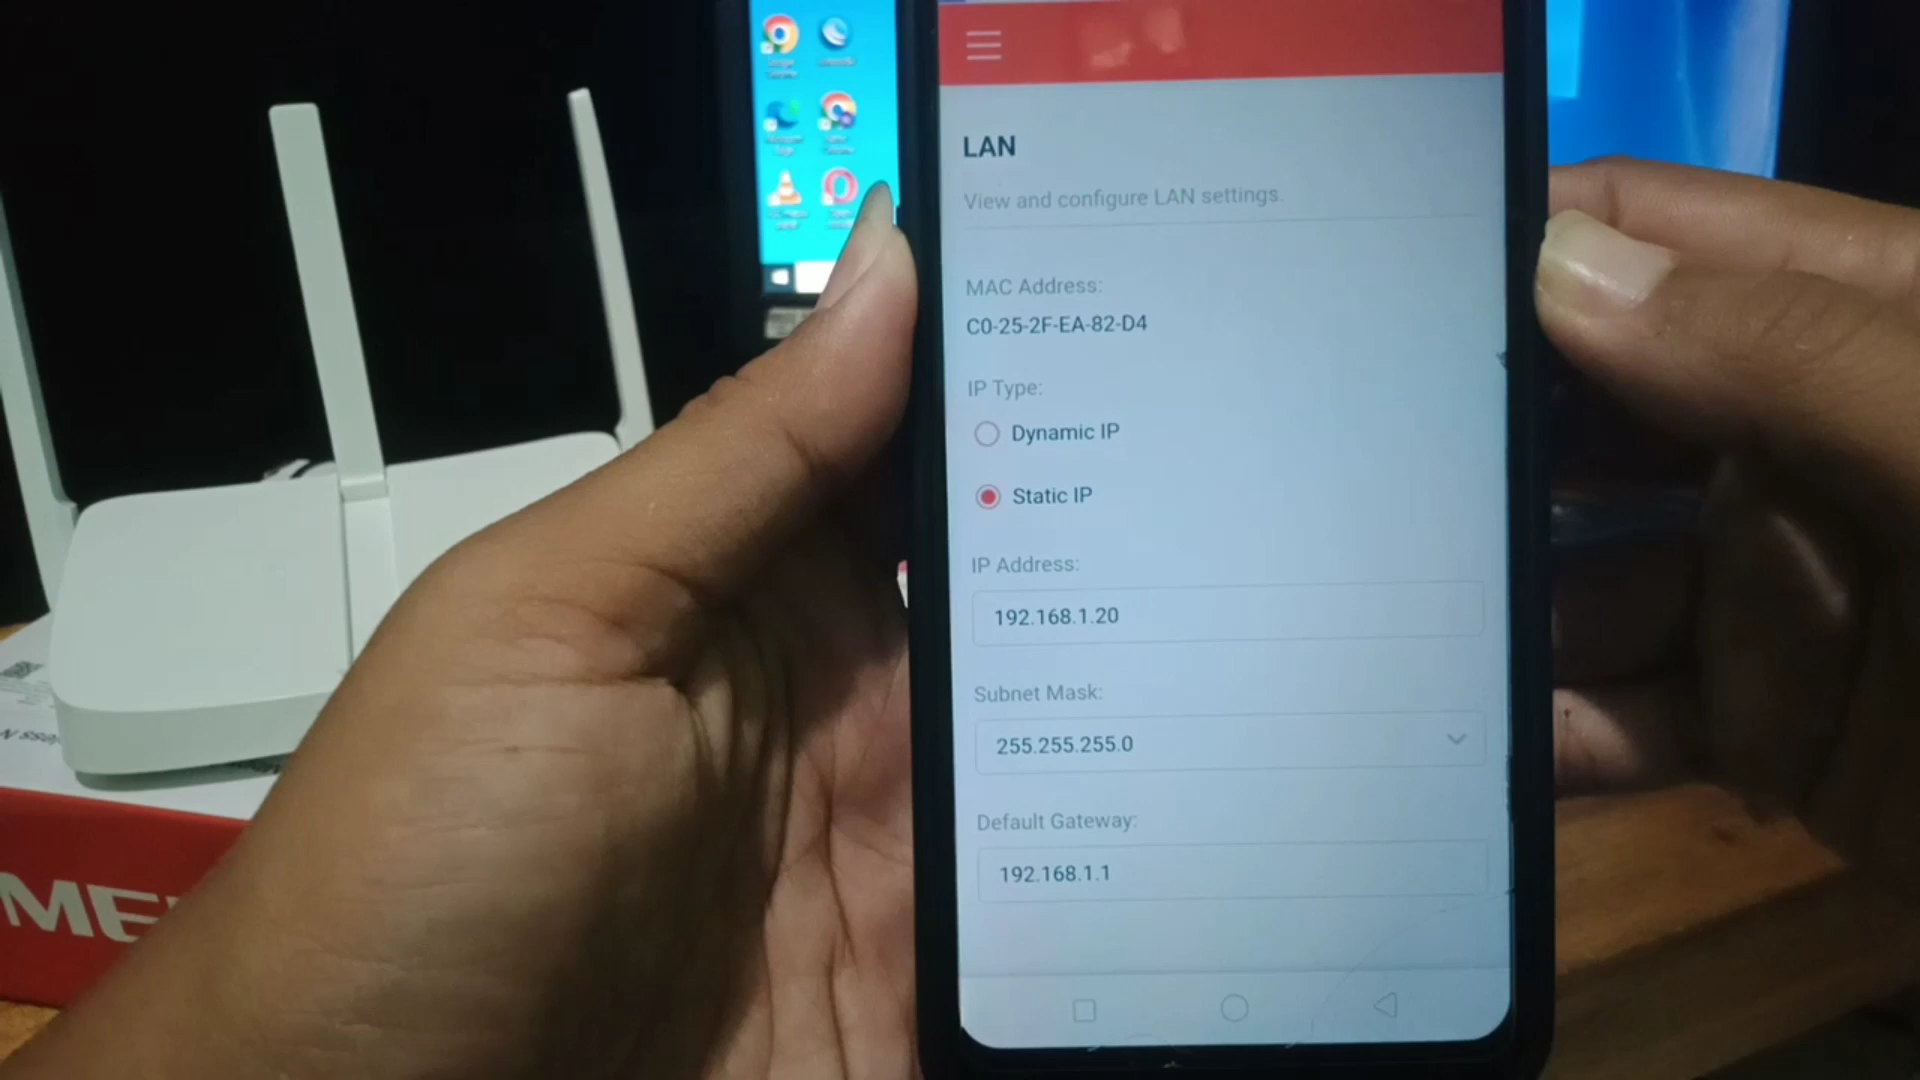 LAN
View and configure LAN settings.
MAC Address:
C0-25-2F-EA-82-D4
IP Type:
Dynamic IP
Static IP
IP Address:
192.168.1.20
Subnet Mask:
255.255.255.0
Default Gateway:
192.168.1.1
ME